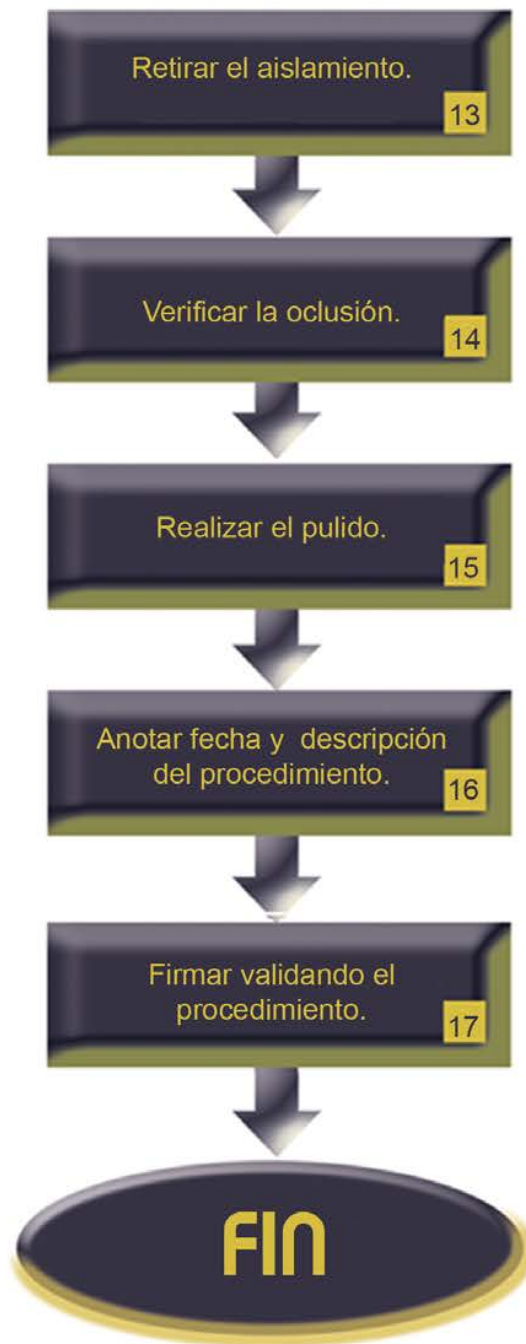 Retirar el aislamiento.
13
Verificar la oclusión.
14
Realizar el pulido.
15
Anotar fecha y descripción
del procedimiento.
16
Firmar validando el
procedimiento.
17
FIN